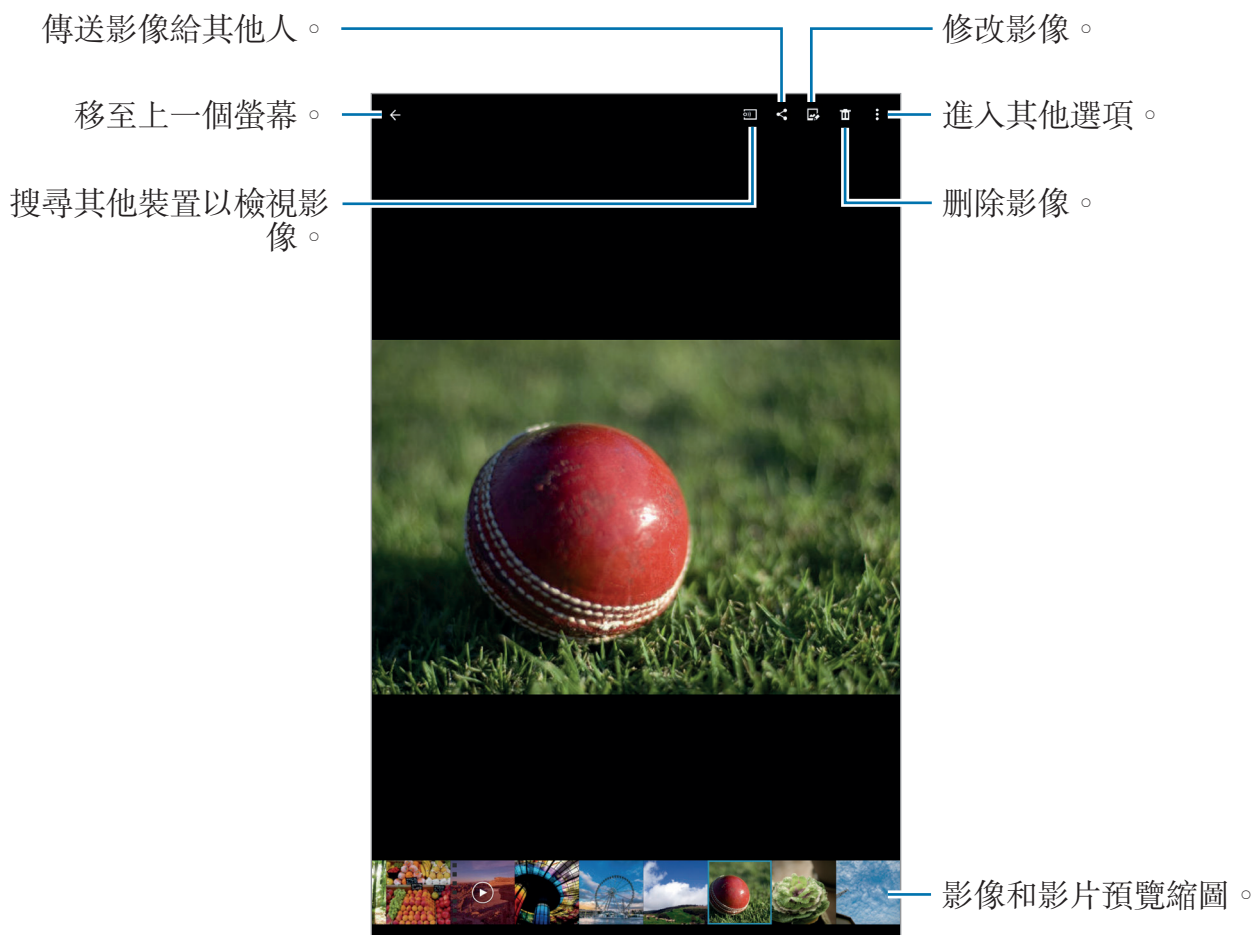 傳送影像給其他人。
修改影像。
移至上一個螢幕。
進入其他選項。
搜尋其他裝置以檢視影
像。
刪除影像。
影像和影片預覽縮圖。